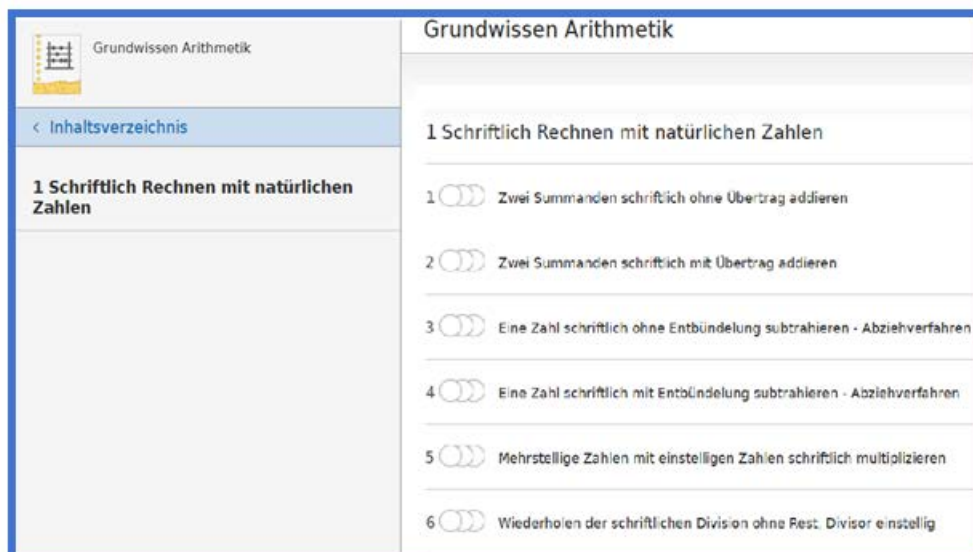 Grundwissen Arithmetik
< Inhaltsverzeichnis
1 Schriftlich Rechnen mit natürlichen
Zahlen
Grundwissen Arithmetik
1 Schriftlich Rechnen mit natürlichen Zahlen
1 Zwei Summanden schriftlich ohne Übertrag addieren
2 Zwei Summanden schriftlich mit Übertrag addieren
3 Eine Zahl schriftlich ohne Entbündelung subtrahieren - Abziehverfahren
4 Eine Zahl schriftlich mit Entbündelung subtrahieren - Abziehverfahren
5 Mehrstellige Zahlen mit einstelligen Zahlen schriftlich multiplizieren
6 Wiederholen der schriftlichen Division ohne Rest, Divisor einstellig